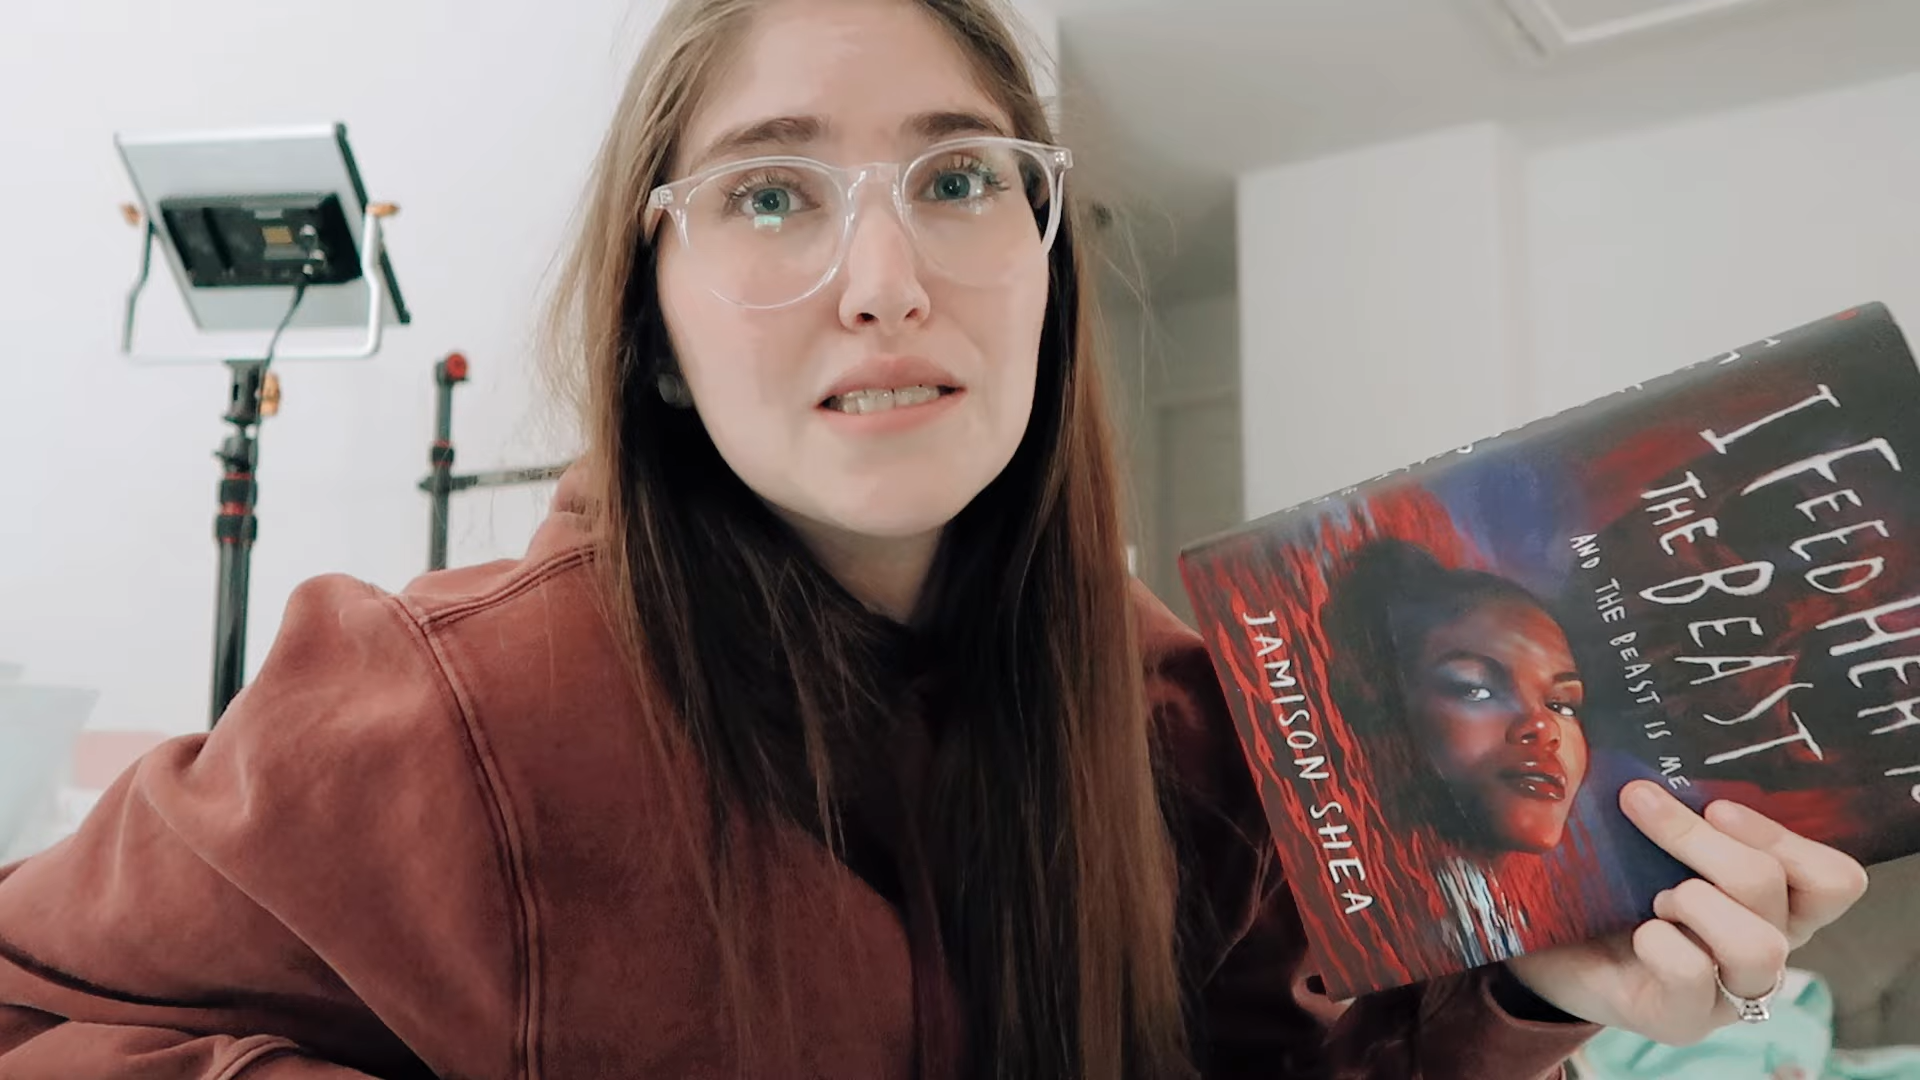 I FEED HER TO
THE BEAST
AND THE BEAST IS ME
JAMISON SHEA